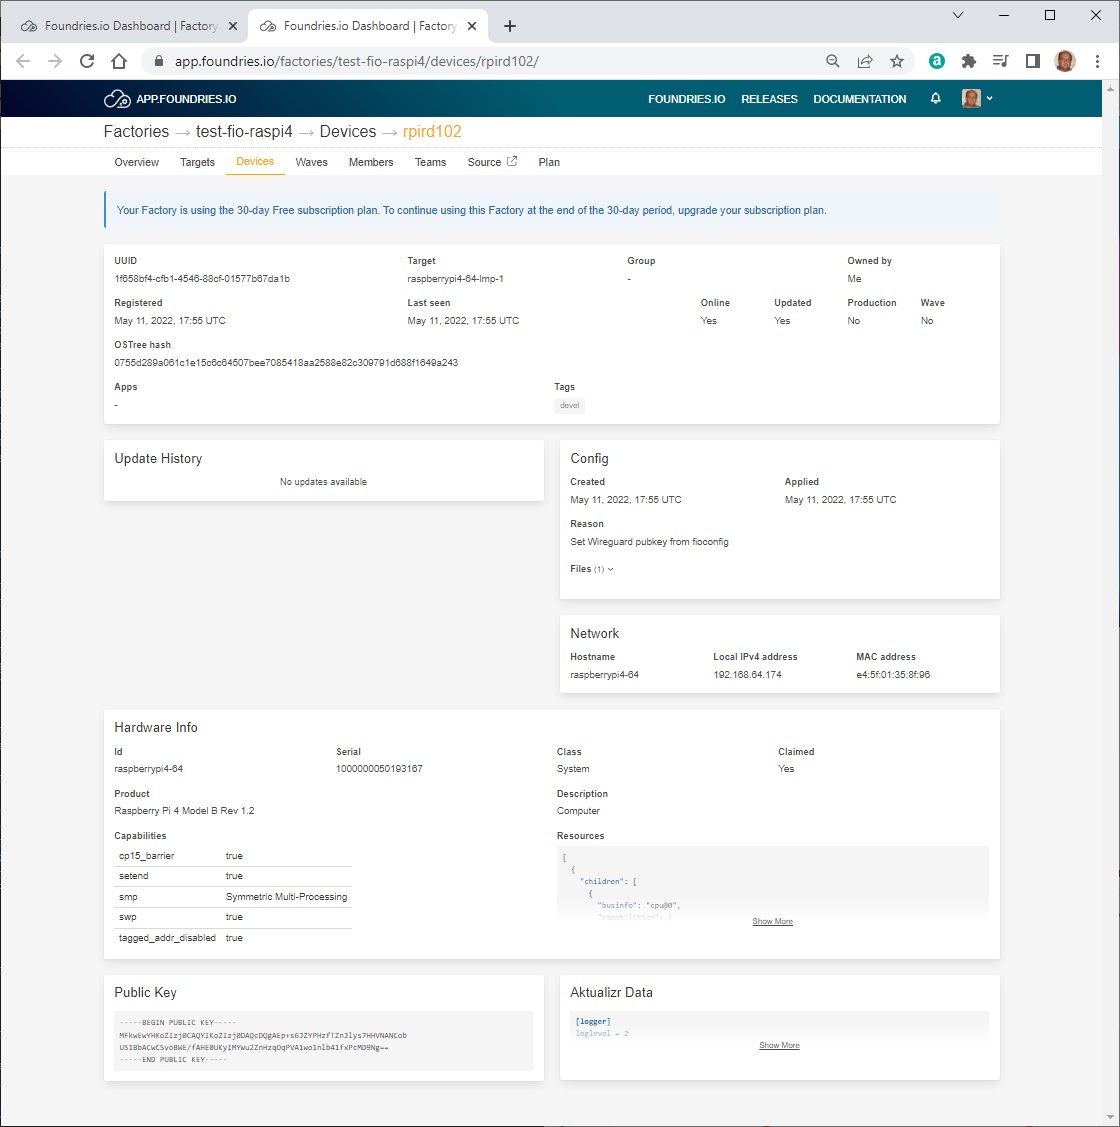 Foundries.io Dashboard | Factory
Foundries.io Dashboard | Factory
app.foundries.io/factories/test-fio-raspi4/devices/rpird102/
APP.FOUNDRIES.IO
FOUNDRIES.IO RELEASES DOCUMENTATION
Factories → test-fio-raspi4 → Devices → rpird102
Overview Targets Devices Waves Members Teams Source Plan
Your Factory is using the 30-day Free subscription plan. To continue using this Factory at the end of the 30-day period, upgrade your subscription plan.
UUID Target Group Owned by
1f658bf4-cfb1-4546-88cf-01577b67da1b raspberrypi4-64-lmp-1 - Me
Registered Last seen Online Updated Production Wave
May 11, 2022, 17:55 UTC May 11, 2022, 17:55 UTC Yes Yes No No
OSTree hash
0755d289a061c1e15c6c64507bee7085418aa2588e82c309791d688f1649a243
Apps Tags
- devel
Update History
No updates available
Config
Created Applied
May 11, 2022, 17:55 UTC May 11, 2022, 17:55 UTC
Reason
Set Wireguard pubkey from fioconfig
Files (1)
Network
Hostname Local IPv4 address MAC address
raspberrypi4-64 192.168.64.174 e4:5f:01:35:8f:96
Hardware Info
Id Serial Class Claimed
raspberrypi4-64 1000000050193167 System Yes
Product Description
Raspberry Pi 4 Model B Rev 1.2 Computer
Capabilities
cp15_barrier true
setend true
smp Symmetric Multi-Processing
swp true
tagged_addr_disabled true
Resources
[
{
"children": [
{
"businfo": "cpu@0",
"capabilities": {
Show More
Public Key
-----BEGIN PUBLIC KEY-----
MFkwEwYHKoZIzj0CAQYIKoZIzj0DAQcDQgAEp+s6JZYPHzfTZnJlys7HHVNANCob
US1BbACwCSvoBWE/fAHE0UKyIMYwu2ZnHzqOqPVA1wo1nlb41fxPcMD9Ng==
-----END PUBLIC KEY-----
Aktualizr Data
[logger]
loglevel = 2
Show More